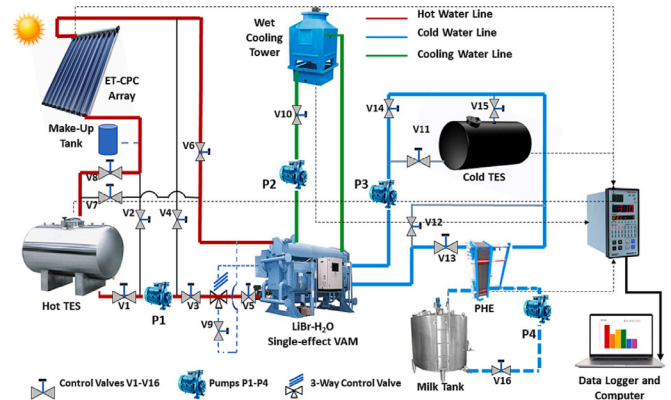 Wet
Cooling
Tower
Hot Water Line
Cold Water Line
Cooling Water Line
ET-CPC
Array
Make-Up
Tank
V10
V14
V15
V11
V6
V8
V7
V2
V4
P2
P3
Cold TES
V12
V13
Hot TES
V1
P1
V3
V9
V5
LiBr-H₂O
Single-effect VAM
PHE
P4
Milk Tank
V16
Data Logger and
Computer
Control Valves V1-V16
Pumps P1-P4
3-Way Control Valve